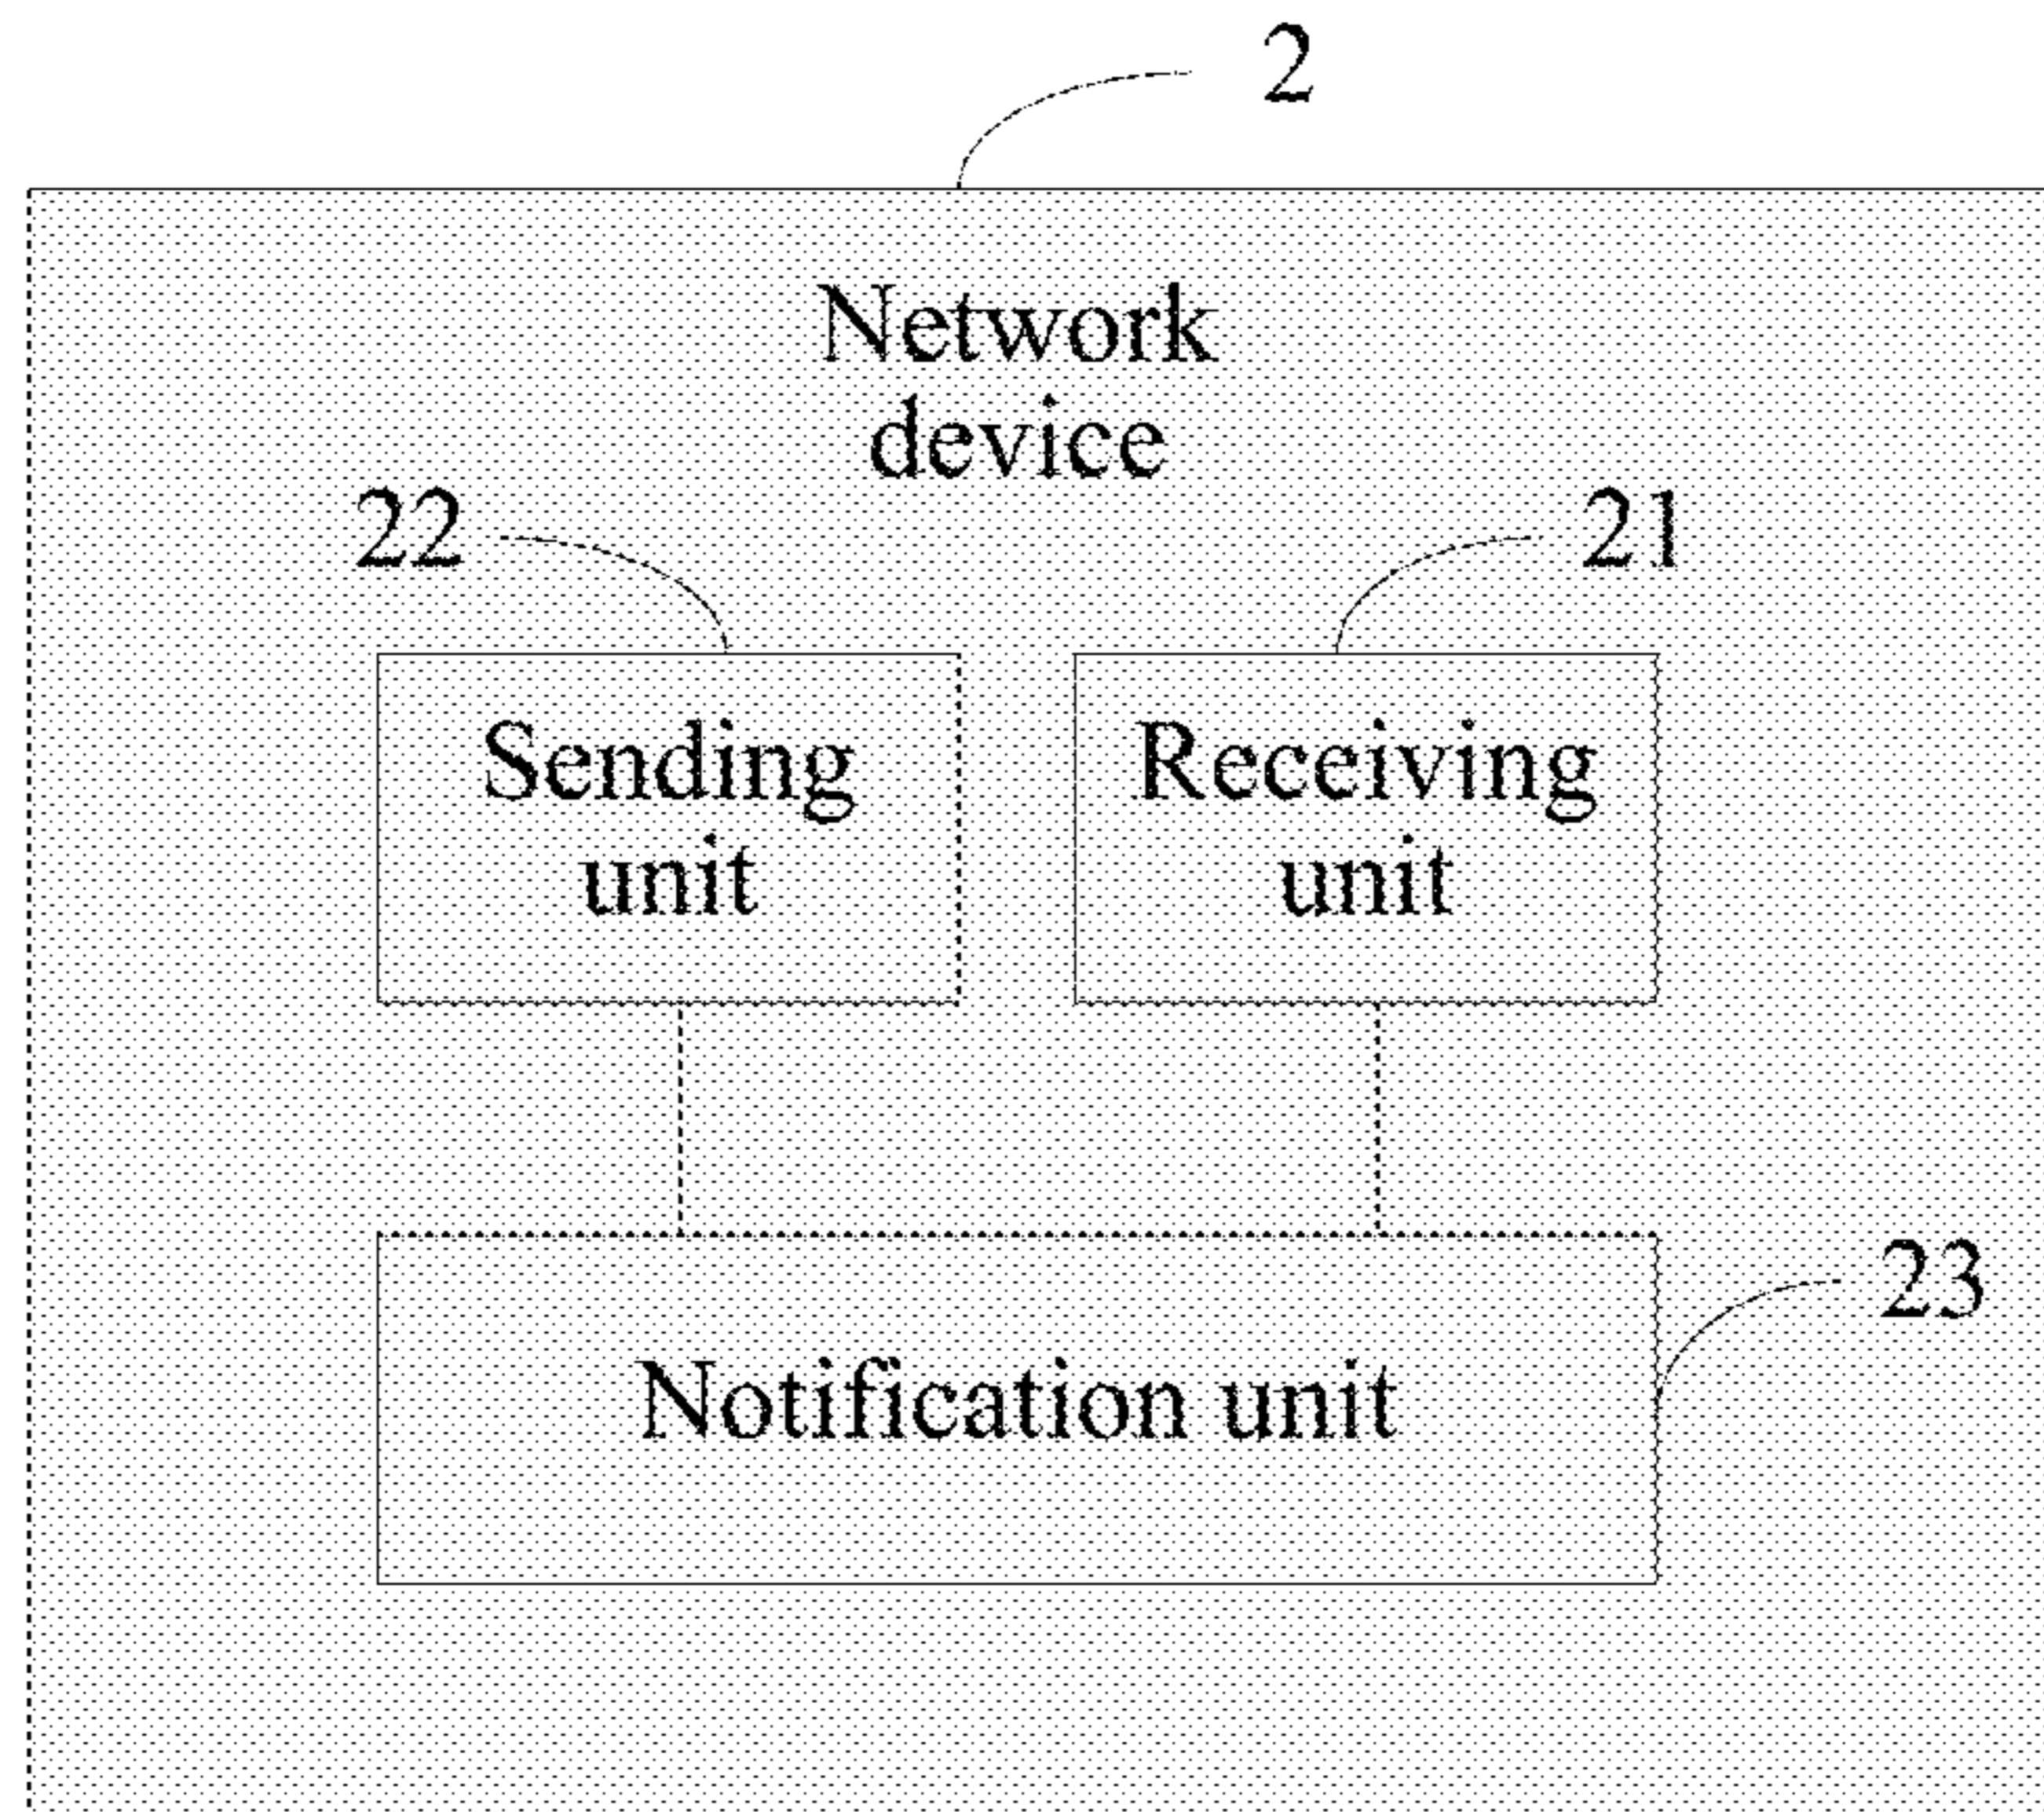 2
Network
device
22
21
Sending
unit
Receiving
unit
Notification unit
23